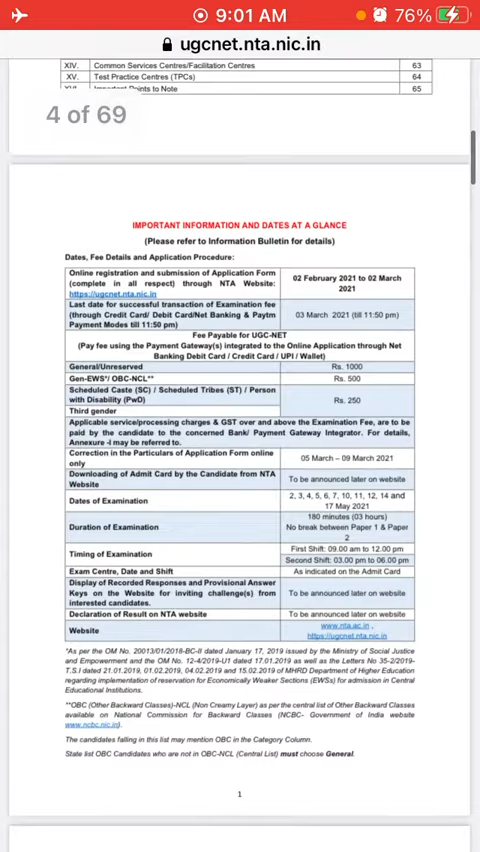 9:01 AM
76%
ugcnet.nta.nic.in
XIV. Common Services Centres/Facilitation Centres 63
XV. Test Practice Centres (TPCs) 64
XVI. Important Points to Note 65
4 of 69
IMPORTANT INFORMATION AND DATES AT A GLANCE
(Please refer to Information Bulletin for details)
Dates, Fee Details and Application Procedure:
Online registration and submission of Application Form
(complete in all respect) through NTA Website:
https://ugcnet.nta.nic.in
02 February 2021 to 02 March
2021
Last date for successful transaction of Examination fee
(through Credit Card/ Debit Card/Net Banking & Paytm
Payment Modes till 11:50 pm)
03 March 2021 (till 11:50 pm)
Fee Payable for UGC-NET
(Pay fee using the Payment Gateway(s) integrated to the Online Application through Net
Banking Debit Card / Credit Card / UPI / Wallet)
General/Unreserved Rs. 1000
Gen-EWS*/ OBC-NCL** Rs. 500
Scheduled Caste (SC) / Scheduled Tribes (ST) / Person
with Disability (PwD)
Rs. 250
Third gender
Applicable service/processing charges & GST over and above the Examination Fee, are to be
paid by the candidate to the concerned Bank/ Payment Gateway Integrator. For details,
Annexure -I may be referred to.
Correction in the Particulars of Application form online
only
05 March – 09 March 2021
Downloading of Admit Card by the Candidate from NTA
Website
To be announced later on website
Dates of Examination
2, 3, 4, 5, 6, 7, 10, 11, 12, 14 and
17 May 2021
Duration of Examination
180 minutes (03 hours)
No break between Paper 1 & Paper
2
Timing of Examination
First Shift: 09.00 am to 12.00 pm
Second Shift: 03.00 pm to 06.00 pm
Exam Centre, Date and Shift As indicated on the Admit Card
Display of Recorded Responses and Provisional Answer
Keys on the Website for inviting challenge(s) from
interested candidates.
To be announced later on website
Declaration of Result on NTA website To be announced later on website
Website
www.nta.ac.in ,
https://ugcnet.nta.nic.in
*As per the OM No. 20013/01/2018-BC-II dated January 17, 2019 issued by the Ministry of Social Justice
and Empowerment and the OM No. 12-4/2019-U1 dated 17.01.2019 as well as the Letters No 35-2/2019-
T.S.I dated 21.01.2019, 01.02.2019, 04.02.2019 and 15.02.2019 of MHRD Department of Higher Education
regarding implementation of reservation for Economically Weaker Sections (EWSs) for admission in Central
Educational Institutions.
**OBC (Other Backward Classes)-NCL (Non Creamy Layer) as per the central list of Other Backward Classes
available on National Commission for Backward Classes (NCBC- Government of India website
www.ncbc.nic.in).
The candidates falling in this list may mention OBC in the Category Column.
State list OBC Candidates who are not in OBC-NCL (Central List) must choose General.
1